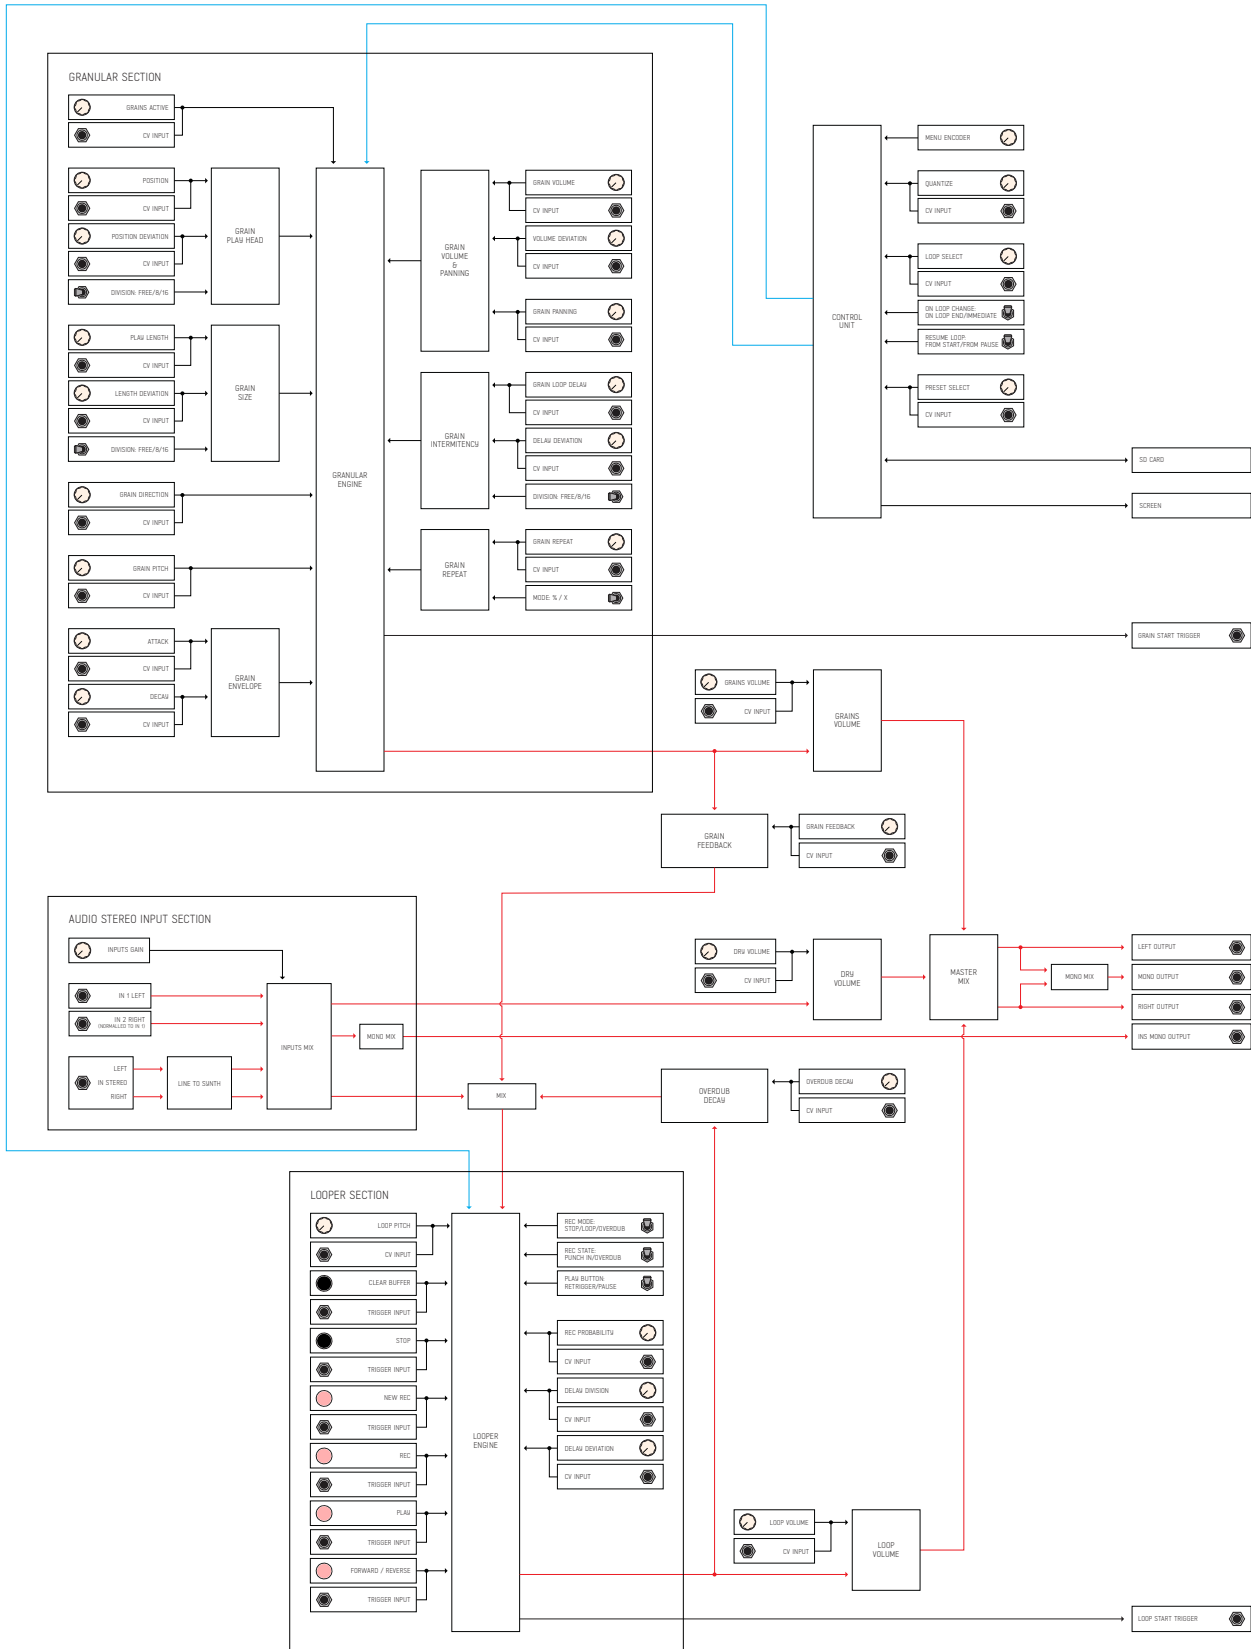 GRANULAR SECTION
GRAINS ACTIVE
CV INPUT
POSITION
CV INPUT
POSITION DEVIATION
CV INPUT
DIVISION: FREE/8/16
GRAIN
PLAY HEAD
PLAY LENGTH
CV INPUT
LENGTH DEVIATION
CV INPUT
DIVISION: FREE/8/16
GRAIN
SIZE
GRAIN DIRECTION
CV INPUT
GRAIN PITCH
CV INPUT
ATTACK
CV INPUT
DECAY
CV INPUT
GRAIN
ENVELOPE
GRANULAR
ENGINE
GRAIN
VOLUME
&
PANNING
GRAIN VOLUME
CV INPUT
VOLUME DEVIATION
CV INPUT
GRAIN PANNING
CV INPUT
GRAIN
INTERMITENCY
GRAIN LOOP DELAY
CV INPUT
DELAY DEVIATION
CV INPUT
DIVISION: FREE/8/16
GRAIN
REPEAT
GRAIN REPEAT
CV INPUT
MODE: % / X
CONTROL
UNIT
MENU ENCODER
QUANTIZE
CV INPUT
LOOP SELECT
CV INPUT
ON LOOP CHANGE:
ON LOOP END/IMMEDIATE
RESUME LOOP:
FROM START/FROM PAUSE
PRESET SELECT
CV INPUT
SD CARD
SCREEN
GRAIN START TRIGGER
GRAINS VOLUME
CV INPUT
GRAINS
VOLUME
GRAIN
FEEDBACK
GRAIN FEEDBACK
CV INPUT
AUDIO STEREO INPUT SECTION
INPUTS GAIN
IN 1 LEFT
IN 2 RIGHT
(NORMALLED TO IN 1)
LEFT
IN STEREO
RIGHT
LINE TO SYNTH
INPUTS MIX
MONO MIX
DRY VOLUME
CV INPUT
DRY
VOLUME
MASTER
MIX
MONO MIX
LEFT OUTPUT
MONO OUTPUT
RIGHT OUTPUT
INS MONO OUTPUT
MIX
OVERDUB
DECAY
OVERDUB DECAY
CV INPUT
LOOPER SECTION
LOOP PITCH
CV INPUT
CLEAR BUFFER
TRIGGER INPUT
STOP
TRIGGER INPUT
NEW REC
TRIGGER INPUT
REC
TRIGGER INPUT
PLAY
TRIGGER INPUT
FORWARD / REVERSE
TRIGGER INPUT
LOOPER
ENGINE
REC MODE:
STOP/LOOP/OVERDUB
REC STATE:
PUNCH IN/OVERDUB
PLAY BUTTON:
RETRIGGER/PAUSE
REC PROBABILITY
CV INPUT
DELAY DIVISION
CV INPUT
DELAY DEVIATION
CV INPUT
LOOP VOLUME
CV INPUT
LOOP
VOLUME
LOOP START TRIGGER